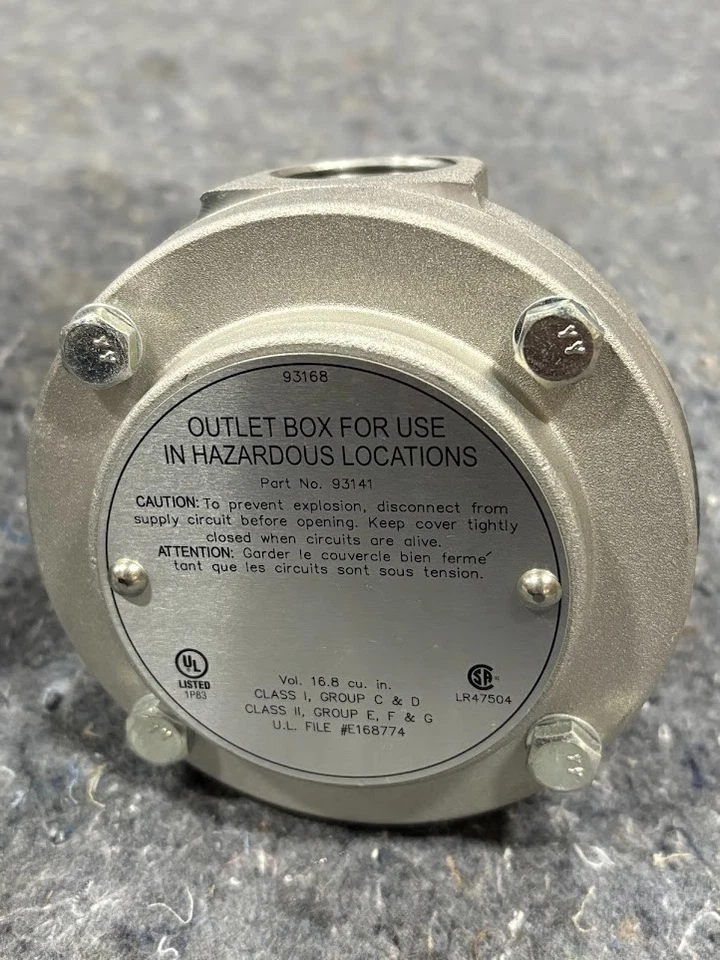 93168
OUTLET BOX FOR USE
IN HAZARDOUS LOCATIONS
Part No. 93141
CAUTION: To prevent explosion, disconnect from
supply circuit before opening. Keep cover tightly
closed when circuits are alive.
ATTENTION: Garder le couvercle bien ferme´
tant que les circuits sont sous tension.
UL
LISTED
1P83
Vol. 16.8 cu. in.
CLASS I, GROUP C & D
CLASS II, GROUP E, F & G
U.L. FILE #E168774
SA
LR47504